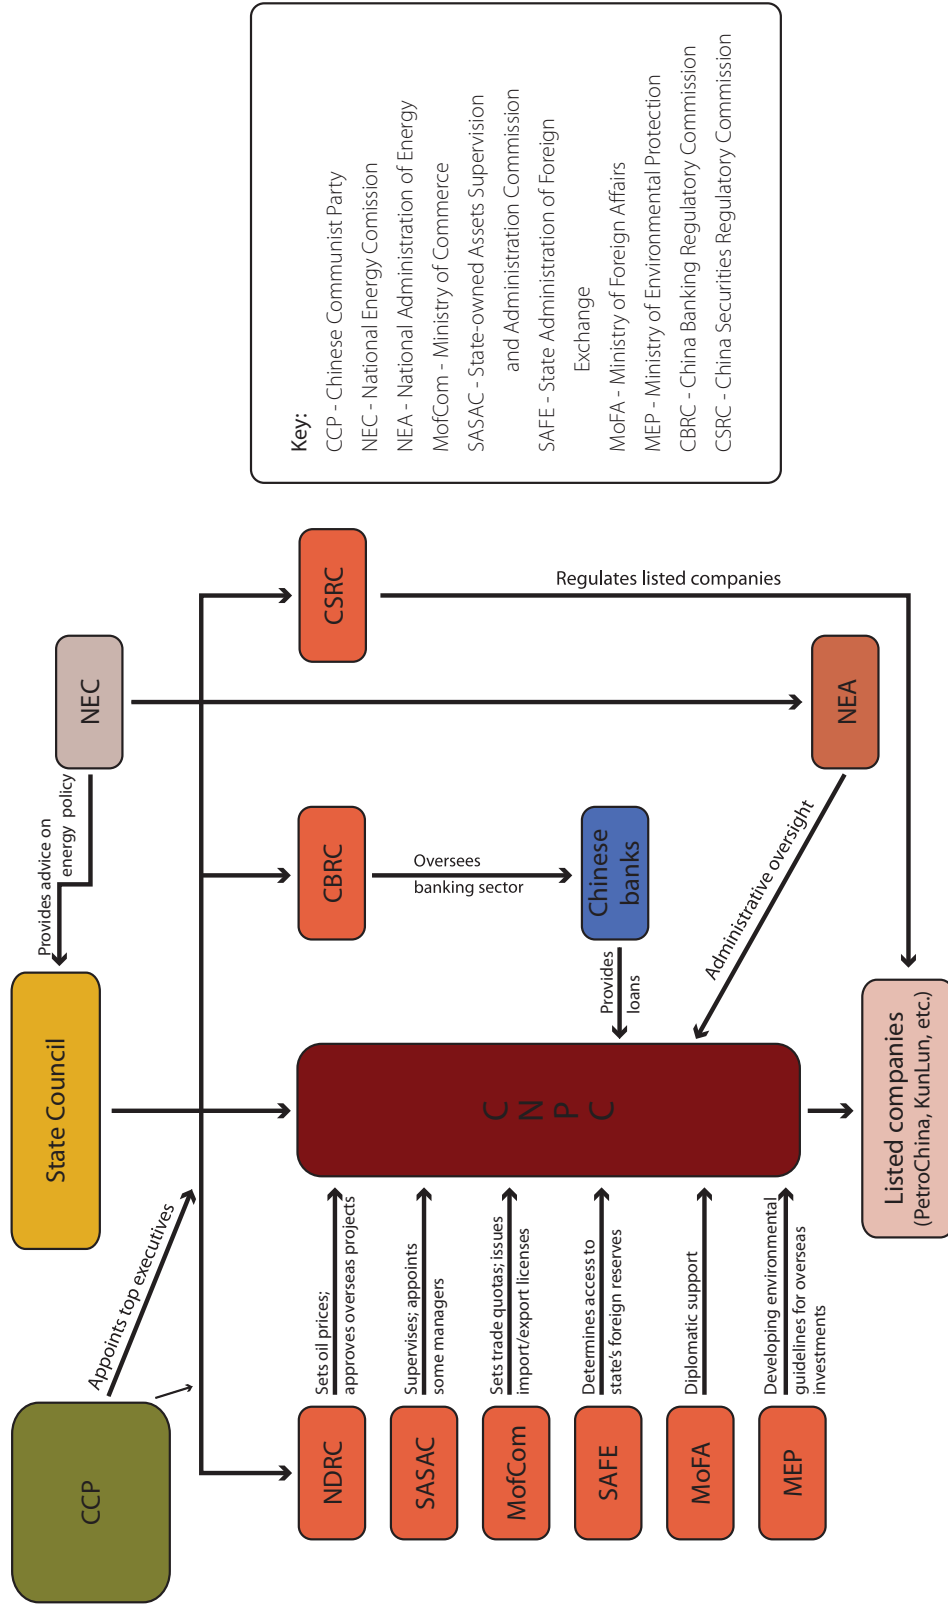 CCP
State Council
NEC
Appoints top executives
Provides advice on
energy policy
NDRC
SASAC
MofCom
SAFE
MoFA
MEP
Sets oil prices;
approves overseas projects
Supervises; appoints
some managers
Sets trade quotas; issues
import/export licenses
Determines access to
state's foreign reserves
Diplomatic support
Developing environmental
guidelines for overseas
investments
C
N
P
C
CBRC
Oversees
banking sector
Chinese
banks
Provides
loans
CSRC
Regulates listed companies
NEA
Administrative oversight
Listed companies
(PetroChina, KunLun, etc.)
Key:
CCP - Chinese Communist Party
NEC - National Energy Comission
NEA - National Administration of Energy
MofCom - Ministry of Commerce
SASAC - State-owned Assets Supervision
and Administration Commission
SAFE - State Administration of Foreign
Exchange
MoFA - Ministry of Foreign Affairs
MEP - Ministry of Environmental Protection
CBRC - China Banking Regulatory Commission
CSRC - China Securities Regulatory Commission